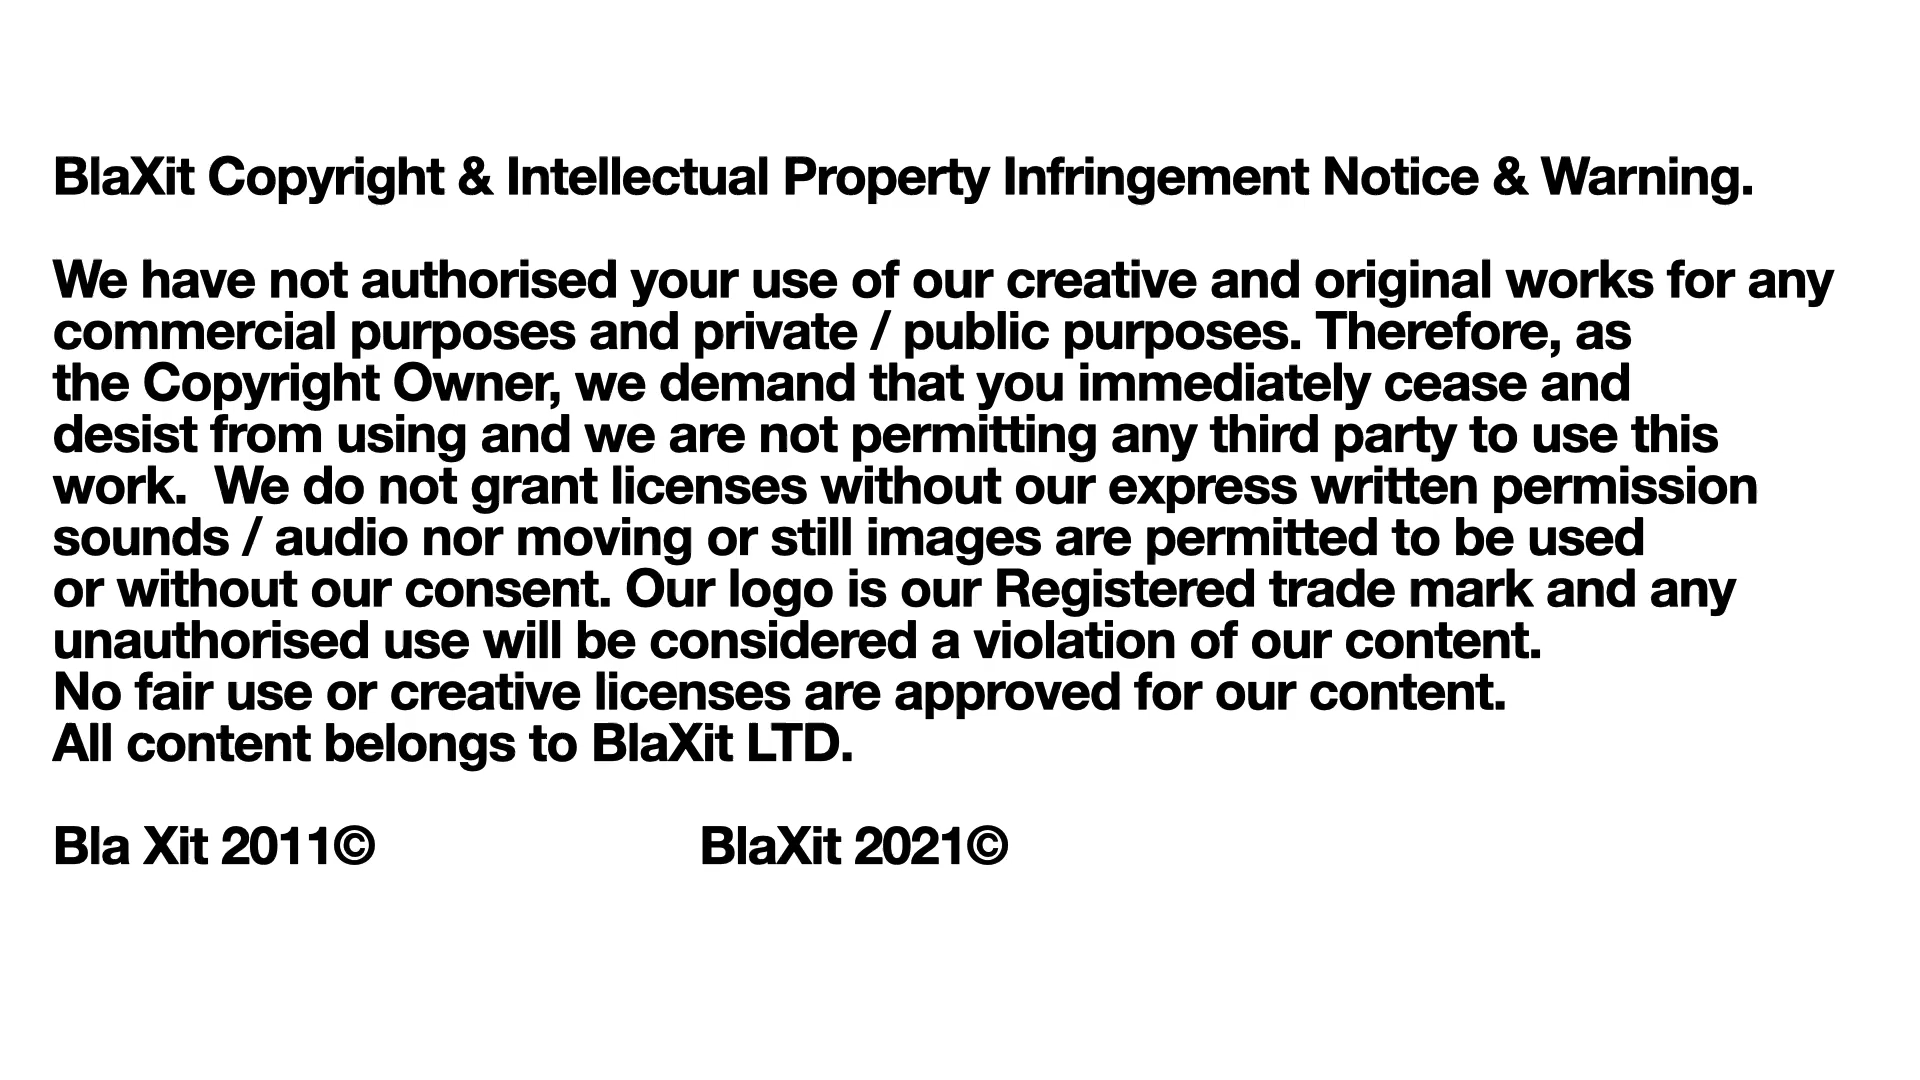 BlaXit Copyright & Intellectual Property Infringement Notice & Warning.
We have not authorised your use of our creative and original works for any
commercial purposes and private / public purposes. Therefore, as
the Copyright Owner, we demand that you immediately cease and
desist from using and we are not permitting any third party to use this
work.  We do not grant licenses without our express written permission
sounds / audio nor moving or still images are permitted to be used
or without our consent. Our logo is our Registered trade mark and any
unauthorised use will be considered a violation of our content.
No fair use or creative licenses are approved for our content.
All content belongs to BlaXit LTD.
Bla Xit 2011© BlaXit 2021©